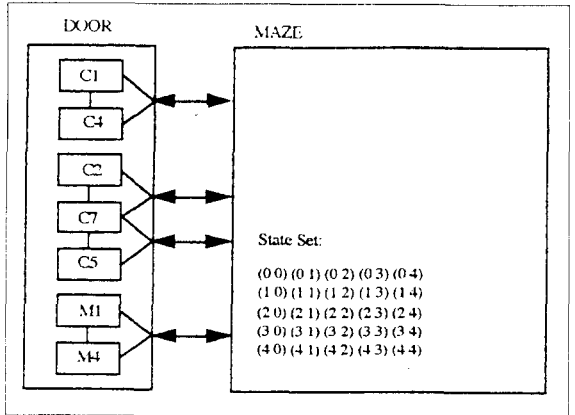 DOOR
MAZE
C1
C4
C2
C7
C5
M1
M4
State Set:
(0 0) (0 1) (0 2) (0 3) (0 4)
(1 0) (1 1) (1 2) (1 3) (1 4)
(2 0) (2 1) (2 2) (2 3) (2 4)
(3 0) (3 1) (3 2) (3 3) (3 4)
(4 0) (4 1) (4 2) (4 3) (4 4)